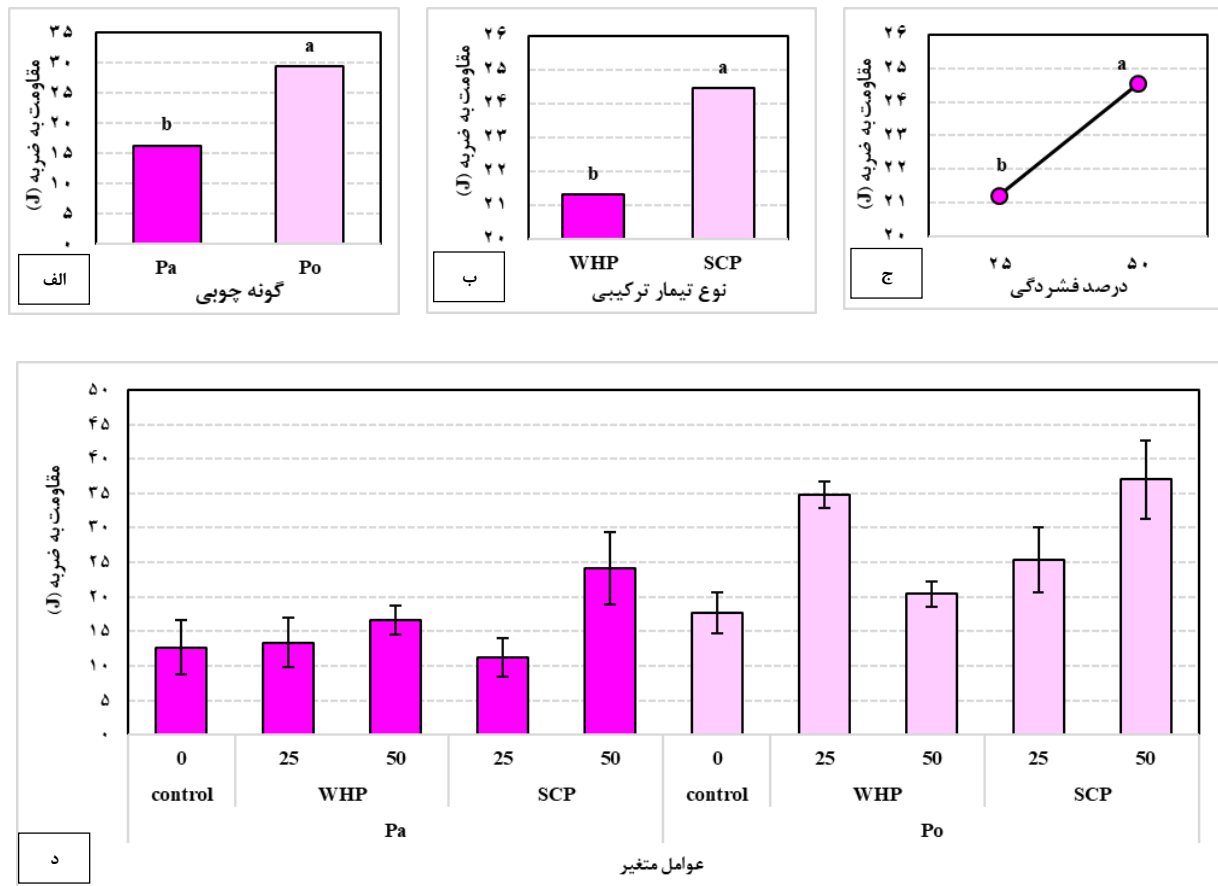 مقاومت به ضربه (J)
۳۵
۳۰
۲۵
۲۰
۱۵
۱۰
۵
۰
b
a
Pa
Po
گونه چوبی
الف
مقاومت به ضربه (J)
۲۶
۲۵
۲۴
۲۳
۲۲
۲۱
۲۰
b
a
WHP
SCP
نوع تیمار ترکیبی
ب
مقاومت به ضربه (J)
۲۶
۲۵
۲۴
۲۳
۲۲
۲۱
۲۰
b
a
۲۵
۵۰
درصد فشردگی
ج
مقاومت به ضربه (J)
۵۰
۴۵
۴۰
۳۵
۳۰
۲۵
۲۰
۱۵
۱۰
۵
۰
0 25 50 25 50 0 25 50 25 50
control WHP SCP control WHP SCP
Pa Po
عوامل متغیر
د